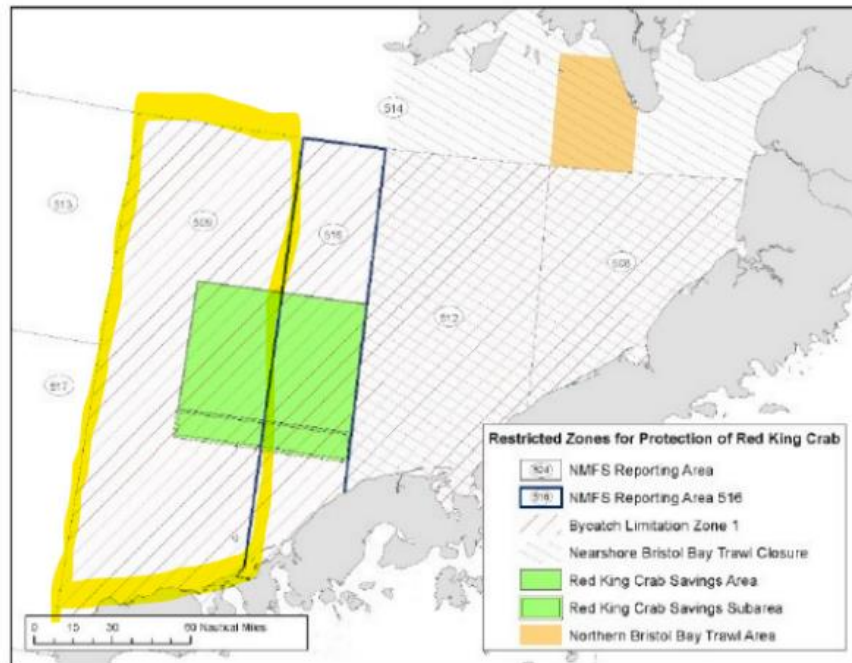 514
513
509
516
508
512
517
Restricted Zones for Protection of Red King Crab
524 NMFS Reporting Area
516 NMFS Reporting Area 516
Bycatch Limitation Zone 1
Nearshore Bristol Bay Trawl Closure
Red King Crab Savings Area
Red King Crab Savings Subarea
Northern Bristol Bay Trawl Area
0 15 30 60 Nautical Miles